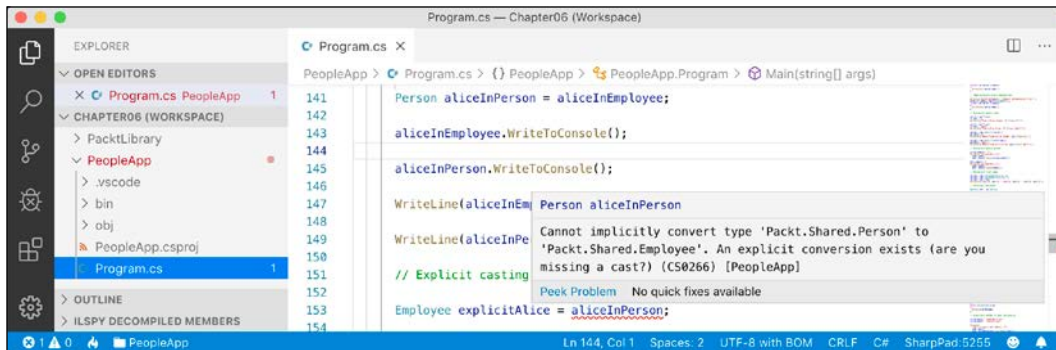 Program.cs — Chapter06 (Workspace)
EXPLORER
OPEN EDITORS
Program.cs PeopleApp 1
CHAPTER06 (WORKSPACE)
PacktLibrary
PeopleApp
.vscode
bin
obj
PeopleApp.csproj
Program.cs 1
OUTLINE
ILSPY DECOMPILED MEMBERS
Program.cs
PeopleApp > Program.cs > {} PeopleApp > PeopleApp.Program > Main(string[] args)
141 Person aliceInPerson = aliceInEmployee;
142
143 aliceInEmployee.WriteToConsole();
144
145 aliceInPerson.WriteToConsole();
146
147 WriteLine(aliceInEm
148
149 WriteLine(aliceInPe
150
151 // Explicit casting
152
153 Employee explicitAlice = aliceInPerson;
154
Person aliceInPerson
Cannot implicitly convert type 'Packt.Shared.Person' to
'Packt.Shared.Employee'. An explicit conversion exists (are you
missing a cast?) (CS0266) [PeopleApp]
Peek Problem No quick fixes available
1 0 PeopleApp Ln 144, Col 1 Spaces: 2 UTF-8 with BOM CRLF C# SharpPad:5255